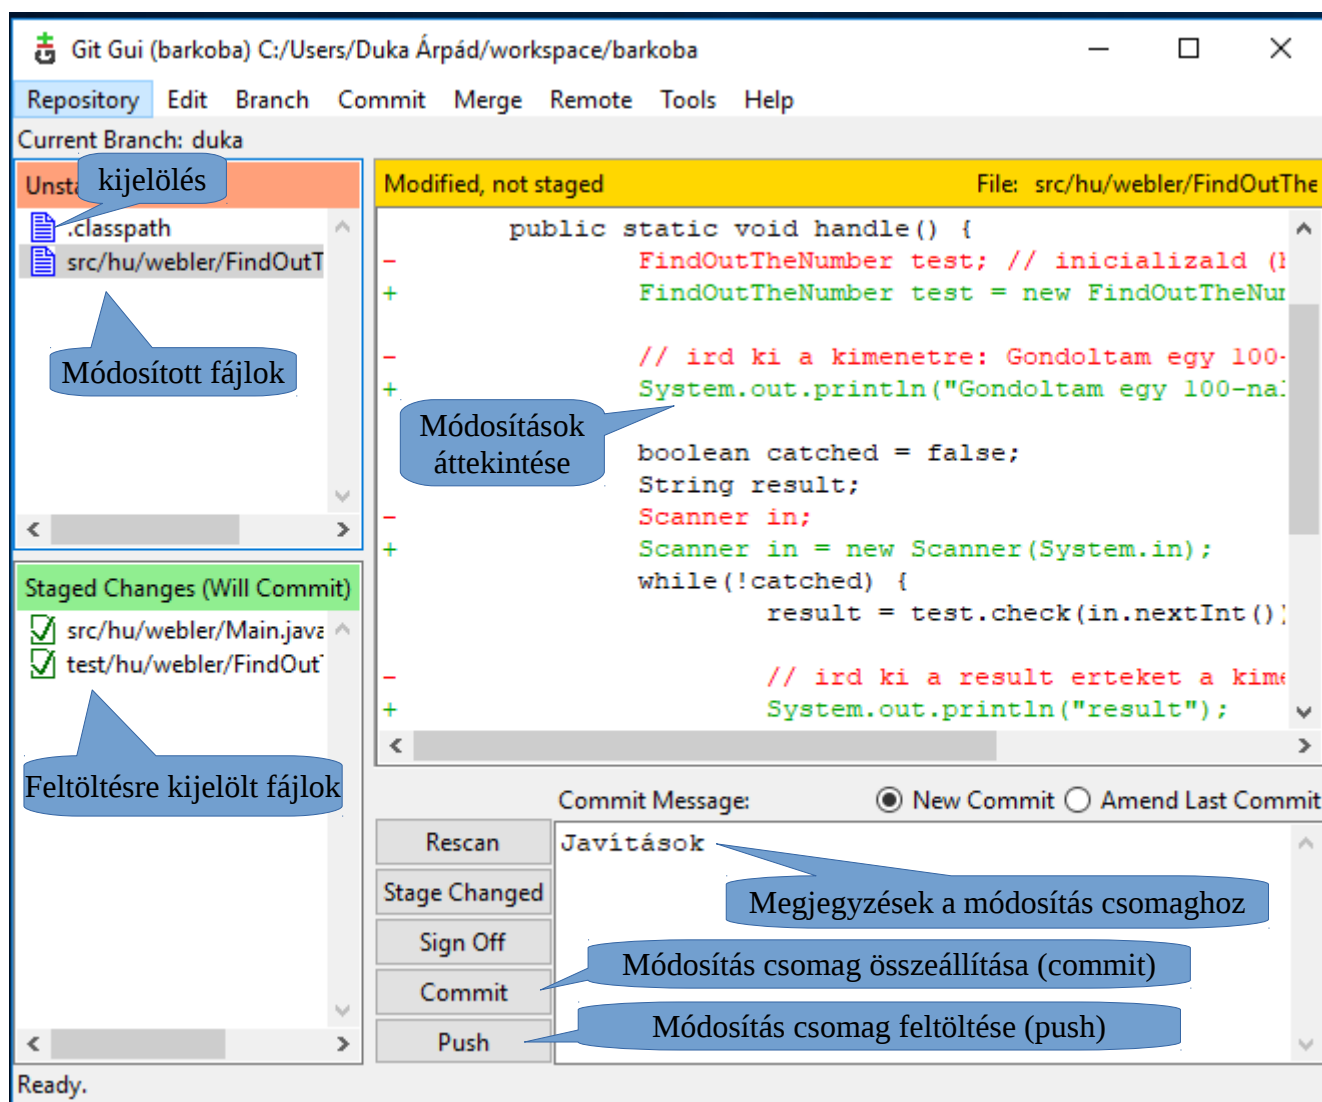 Git Gui (barkoba) C:/Users/Duka Árpád/workspace/barkoba
Repository Edit Branch Commit Merge Remote Tools Help
Current Branch: duka
Unsta
kijelölés
.classpath
src/hu/webler/FindOutT
Módosított fájlok
Staged Changes (Will Commit)
src/hu/webler/Main.java
test/hu/webler/FindOut
Feltöltésre kijelölt fájlok
Modified, not staged File: src/hu/webler/FindOutThe
public static void handle() {
- FindOutTheNumber test; // inicializald (
+ FindOutTheNumber test = new FindOutTheNu
- // ird ki a kimenetre: Gondoltam egy 100-
+ System.out.println("Gondoltam egy 100-na
Módosítások
áttekintése
boolean catched = false;
String result;
- Scanner in;
+ Scanner in = new Scanner(System.in);
while(!catched) {
result = test.check(in.nextInt())
- // ird ki a result erteket a kime
+ System.out.println("result");
Commit Message: New Commit Amend Last Commit
Rescan
Stage Changed
Sign Off
Commit
Push
Javítások
Megjegyzések a módosítás csomaghoz
Módosítás csomag összeállítása (commit)
Módosítás csomag feltöltése (push)
Ready.